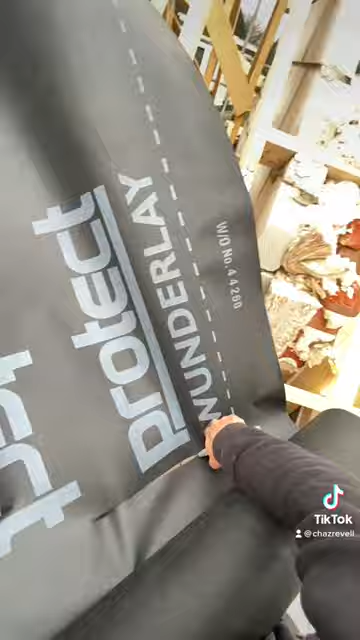 protect
WUNDERLAY
W/O No. 44260
TikTok
@chazrevell